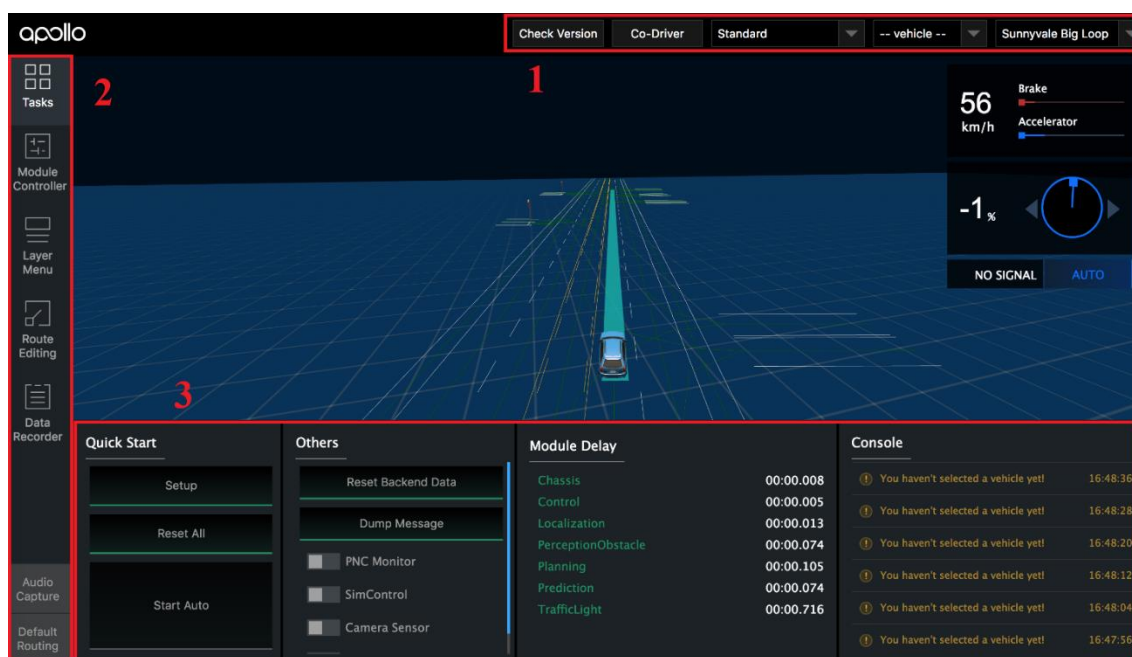 apollo
Check Version
Co-Driver
Standard
-- vehicle --
Sunnyvale Big Loop
1
2
Tasks
Module
Controller
Layer
Menu
Route
Editing
Data
Recorder
Audio
Capture
Default
Routing
56
km/h
Brake
Accelerator
-1 %
NO SIGNAL
AUTO
3
Quick Start
Setup
Reset All
Start Auto
Others
Reset Backend Data
Dump Message
PNC Monitor
SimControl
Camera Sensor
Module Delay
Chassis 00:00.008
Control 00:00.005
Localization 00:00.013
PerceptionObstacle 00:00.074
Planning 00:00.105
Prediction 00:00.074
TrafficLight 00:00.716
Console
You haven't selected a vehicle yet! 16:48:36
You haven't selected a vehicle yet! 16:48:28
You haven't selected a vehicle yet! 16:48:20
You haven't selected a vehicle yet! 16:48:12
You haven't selected a vehicle yet! 16:48:04
You haven't selected a vehicle yet! 16:47:56